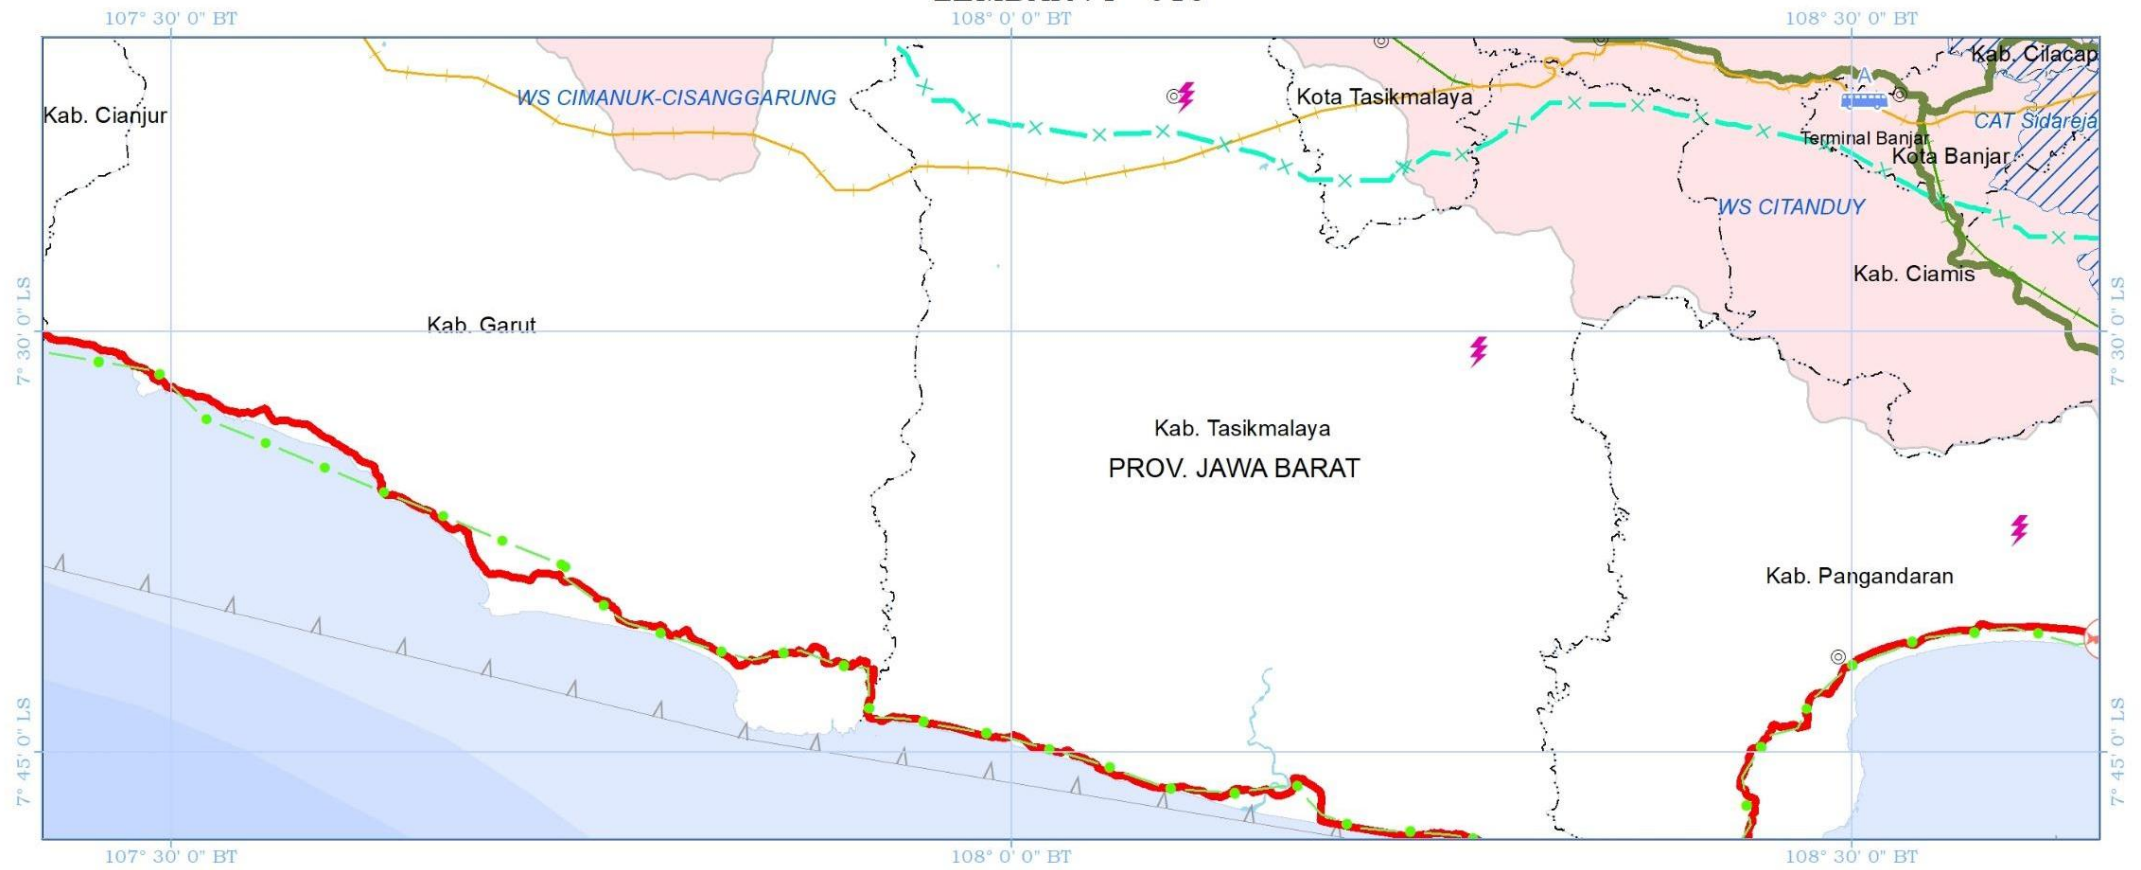 107° 30' 0" BT
108° 0' 0" BT
108° 30' 0" BT
Kab. Cilacap
A
WS CIMANUK-CISANGGARUNG
Kota Tasikmalaya
Kab. Cianjur
CAT Sidareja
Terminal Banjar
Kota Banjar
WS CITANDUY
Kab. Ciamis
7° 30' 0" LS
7° 30' 0" LS
Kab. Garut
Kab. Tasikmalaya
PROV. JAWA BARAT
Kab. Pangandaran
7° 45' 0" LS
7° 45' 0" LS
107° 30' 0" BT
108° 0' 0" BT
108° 30' 0" BT